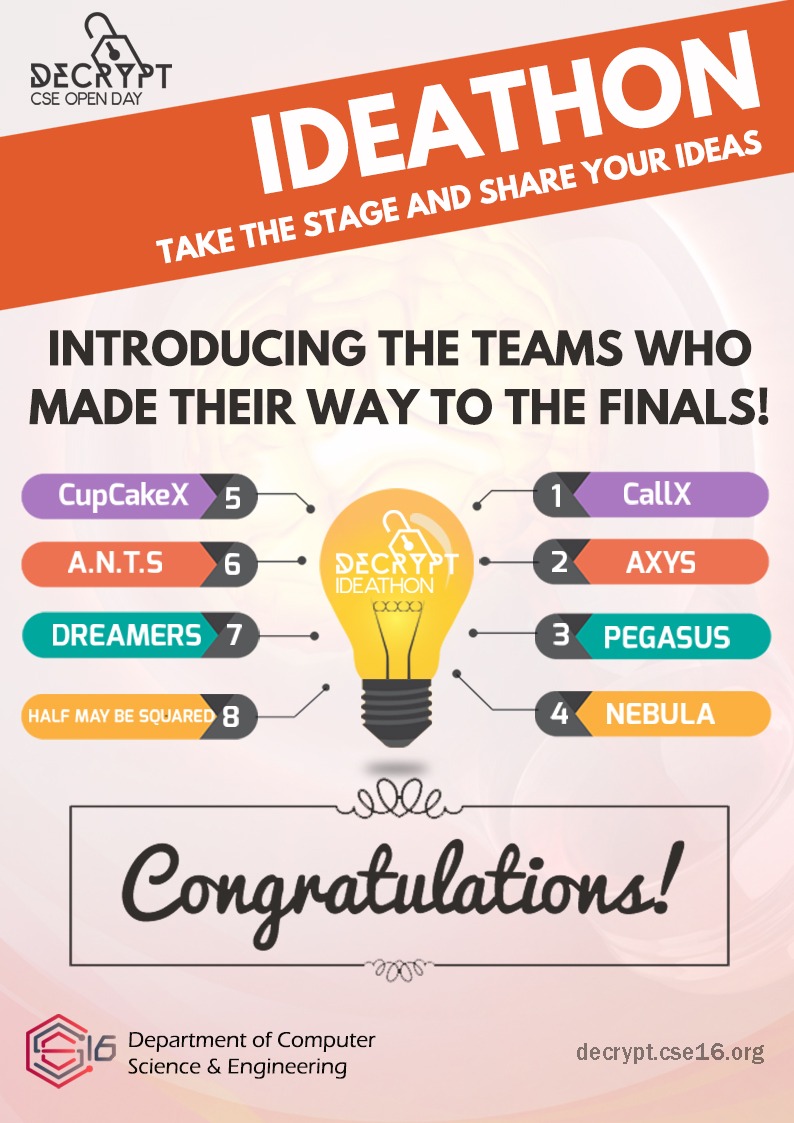 DECRYPT
CSE OPEN DAY
IDEATHON
TAKE THE STAGE AND SHARE YOUR IDEAS
INTRODUCING THE TEAMS WHO
MADE THEIR WAY TO THE FINALS!
CupCakeX 5
A.N.T.S 6
DREAMERS 7
HALF MAY BE SQUARED 8
DECRYPT
IDEATHON
1 CallX
2 AXYS
3 PEGASUS
4 NEBULA
Congratulations!
CSE16
Department of Computer
Science & Engineering
decrypt.cse16.org